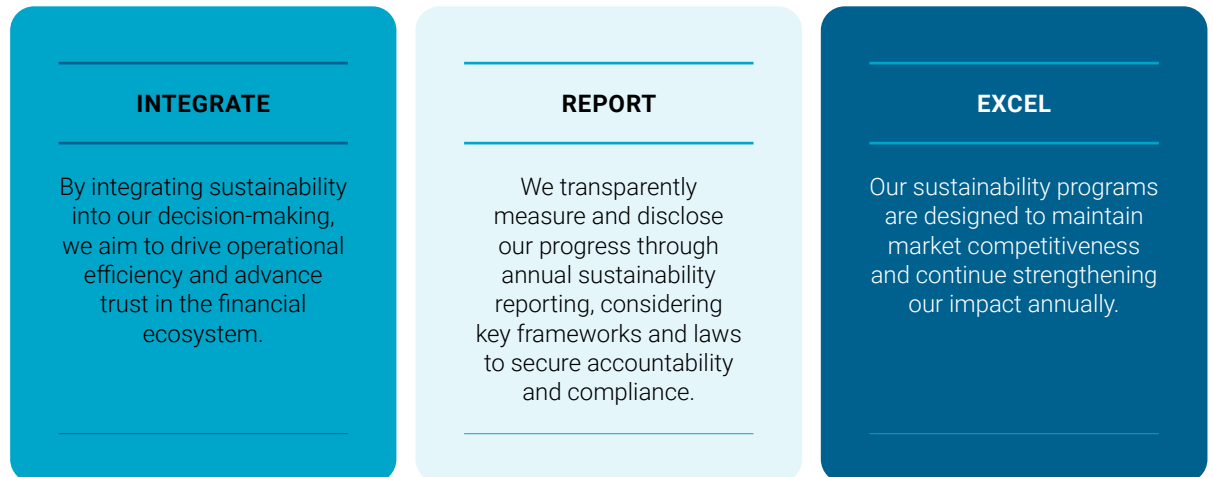 INTEGRATE
By integrating sustainability
into our decision-making,
we aim to drive operational
efficiency and advance
trust in the financial
ecosystem.
REPORT
We transparently
measure and disclose
our progress through
annual sustainability
reporting, considering
key frameworks and laws
to secure accountability
and compliance.
EXCEL
Our sustainability programs
are designed to maintain
market competitiveness
and continue strengthening
our impact annually.